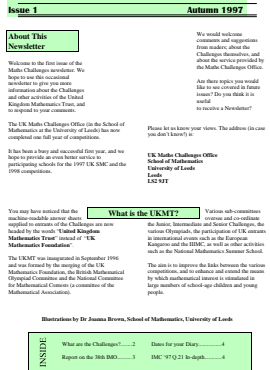 Issue 1 Autumn 1997
About This
Newsletter
Welcome to the first issue of the
Maths Challenges newsletter. We
hope to use this occasional
newsletter to give you more
information about the Challenges
and other activities of the United
Kingdom Mathematics Trust, and
to respond to your comments.
The UK Maths Challenges Office (in the School of
Mathematics at the University of Leeds) has now
completed one full year of competitions.
It has been a busy and successful first year, and we
hope to provide an even better service to
participating schools for the 1997 UK SMC and the
1998 competitions.
We would welcome
comments and suggestions
from readers; about the
Challenges themselves, and
about the service provided by
the Maths Challenges Office.
Are there topics you would
like to see covered in future
issues? Do you think it is
useful
to receive a Newsletter?
Please let us know your views. The address (in case
you don't know!) is:
UK Maths Challenges Office
School of Mathematics
University of Leeds
Leeds
LS2 9JT
What is the UKMT?
You may have noticed that the
machine-readable answer sheets
supplied to entrants of the Challenges are now
headed by the words "United Kingdom
Mathematics Trust" instead of "UK
Mathematics Foundation".
The UKMT was inaugurated in September 1996
and was formed by the merging of the UK
Mathematics Foundation, the British Mathematical
Olympiad Committee and the National Committee
for Mathematical Contests (a committee of the
Mathematical Association).
Various sub-committees
oversee and co-ordinate
the Junior, Intermediate and Senior Challenges, the
various Olympiads, the participation of UK entrants
in international events such as the European
Kangaroo and the IIMC, as well as other activities
such as the National Mathematics Summer School.
The aim is to improve the links between the various
competitions, and to enhance and extend the means
by which mathematical interest is stimulated in
large numbers of school-age children and young
people.
Illustrations by Dr Joanna Brown, School of Mathematics, University of Leeds
INSIDE
What are the Challenges?.......2 Dates for your Diary..............4
Report on the 38th IMO.........3 IMC '97 Q.21 In-depth..........4